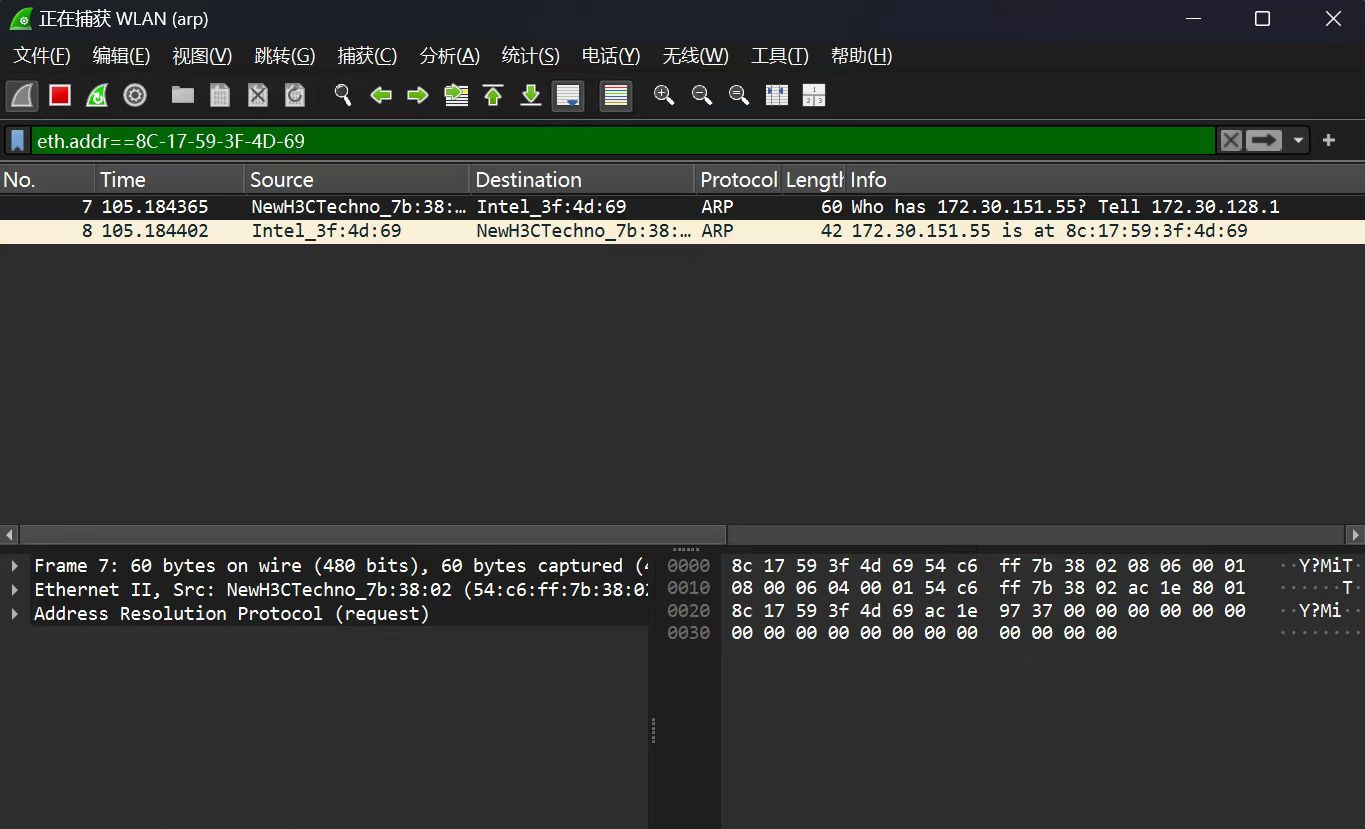 正在捕获 WLAN (arp)
文件(F) 编辑(E) 视图(V) 跳转(G) 捕获(C) 分析(A) 统计(S) 电话(Y) 无线(W) 工具(T) 帮助(H)
eth.addr==8C-17-59-3F-4D-69
No. Time Source Destination Protocol Length Info
7 105.184365 NewH3CTechno_7b:38:… Intel_3f:4d:69 ARP 60 Who has 172.30.151.55? Tell 172.30.128.1
8 105.184402 Intel_3f:4d:69 NewH3CTechno_7b:38:… ARP 42 172.30.151.55 is at 8c:17:59:3f:4d:69
Frame 7: 60 bytes on wire (480 bits), 60 bytes captured (4
Ethernet II, Src: NewH3CTechno_7b:38:02 (54:c6:ff:7b:38:02
Address Resolution Protocol (request)
0000 8c 17 59 3f 4d 69 54 c6 ff 7b 38 02 08 06 00 01 ··Y?MiT·
0010 08 00 06 04 00 01 54 c6 ff 7b 38 02 ac 1e 80 01 ······T·
0020 8c 17 59 3f 4d 69 ac 1e 97 37 00 00 00 00 00 00 ··Y?Mi··
0030 00 00 00 00 00 00 00 00 00 00 00 00 ········